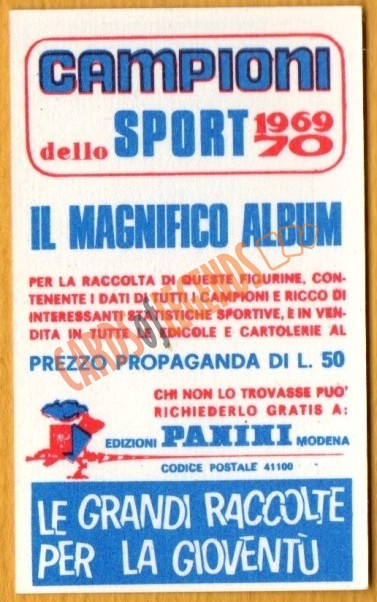 CAMPIONI
dello SPORT 1969
70
IL MAGNIFICO ALBUM
PER LA RACCOLTA DI QUESTE FIGURINE, CON-
TENENTE I DATI DI TUTTI I CAMPIONI E RICCO DI
INTERESSANTI STATISTICHE SPORTIVE, È IN VEN-
DITA IN TUTTE LE EDICOLE E CARTOLERIE AL
PREZZO PROPAGANDA DI L. 50
CHI NON LO TROVASSE PUO'
RICHIEDERLO GRATIS A:
EDIZIONI PANINI MODENA
CODICE POSTALE 41100
LE GRANDI RACCOLTE
PER LA GIOVENTÙ
CARDS OF LEGENDS